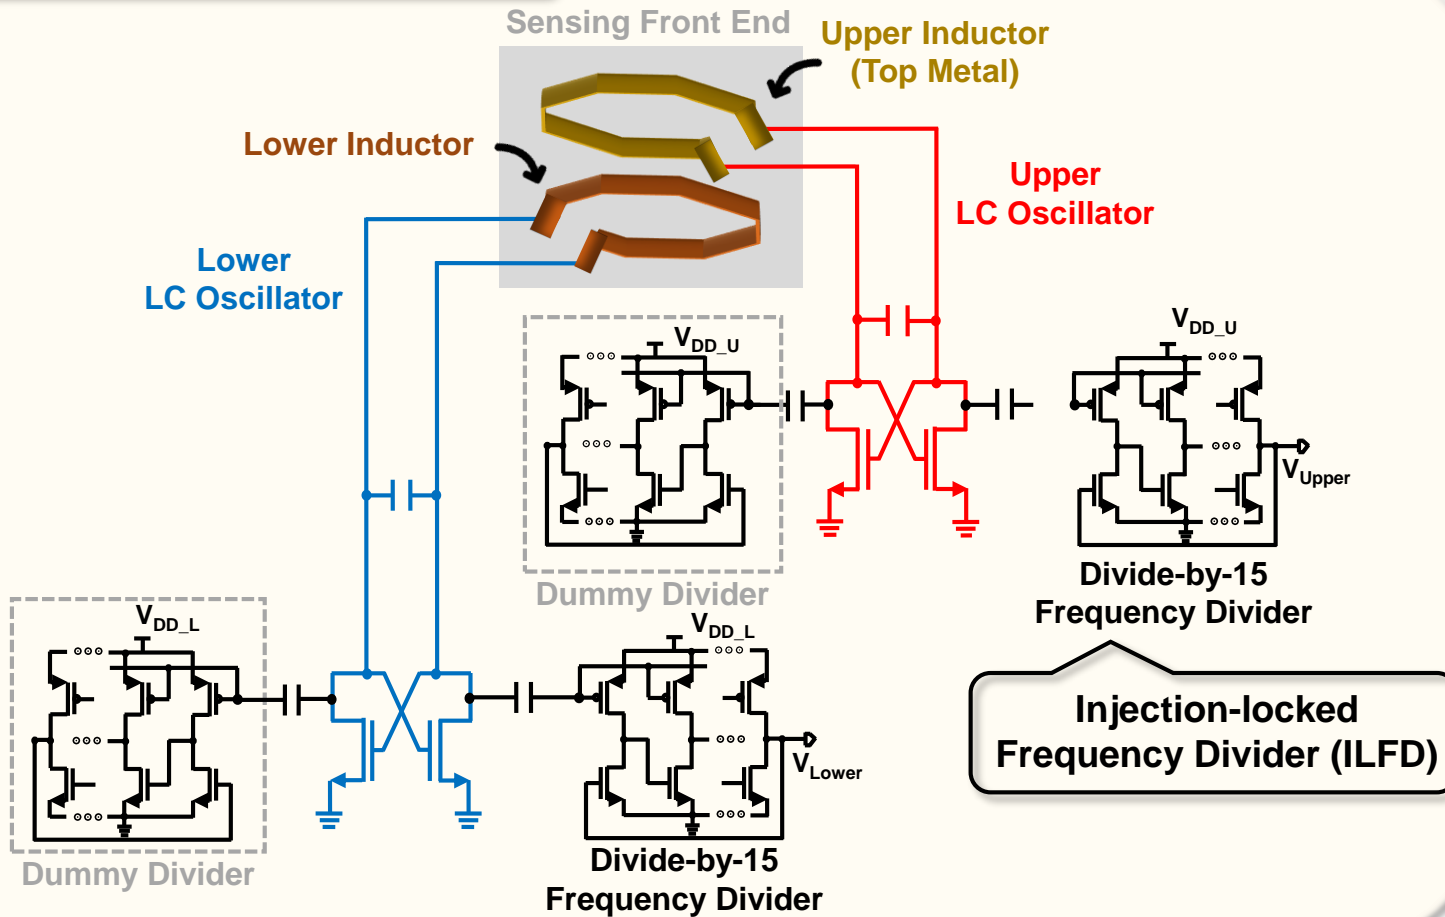 Sensing Front End
Upper Inductor
(Top Metal)
Lower Inductor
Upper
LC Oscillator
Lower
LC Oscillator
VDD_U
VDD_U
VUpper
Dummy Divider
Divide-by-15
Frequency Divider
VDD_L
VDD_L
VLower
Injection-locked
Frequency Divider (ILFD)
Dummy Divider
Divide-by-15
Frequency Divider